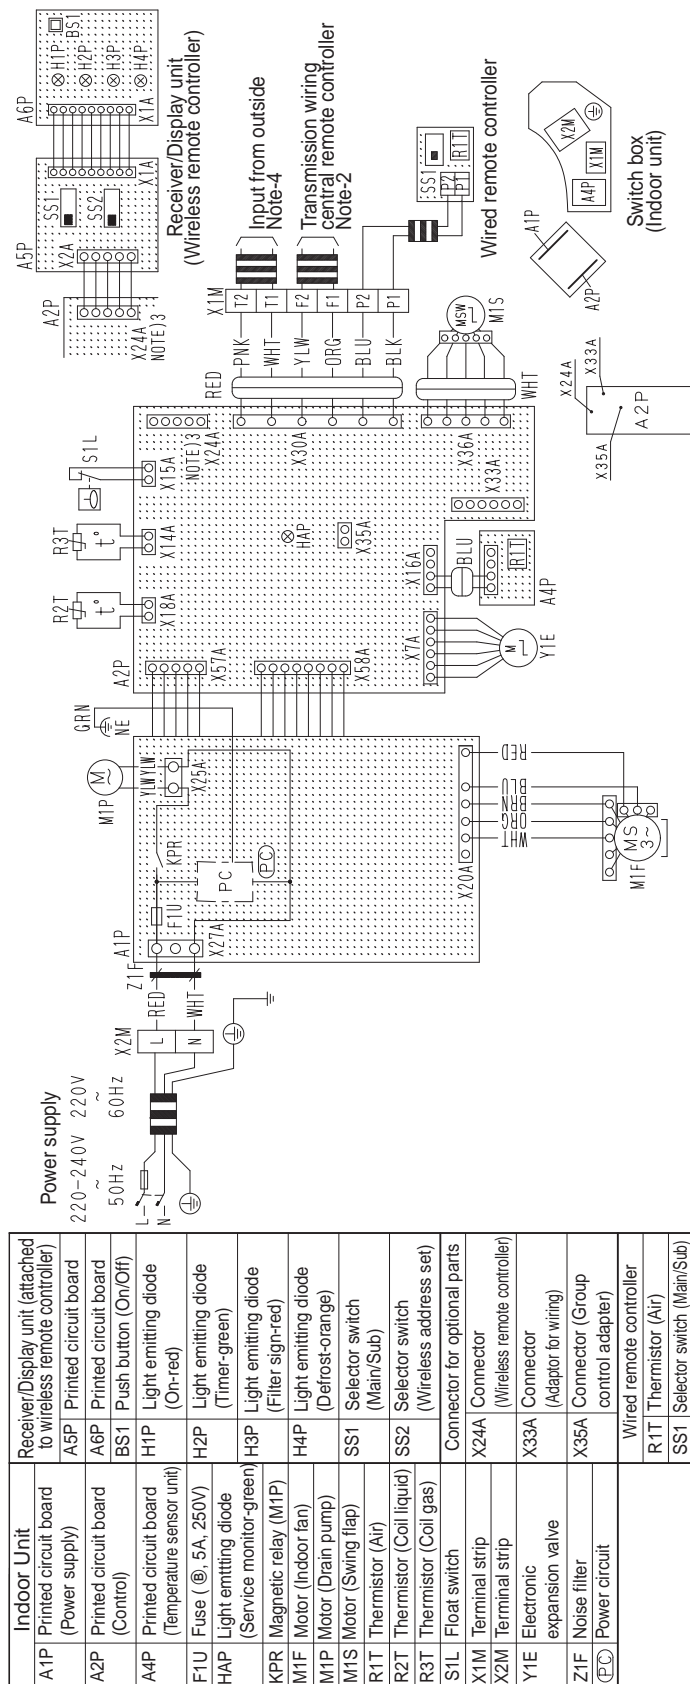 Indoor Unit
A1P Printed circuit board
(Power supply)
A2P Printed circuit board
(Control)
A4P Printed circuit board
(Temperature sensor unit)
F1U Fuse ( Ⓑ, 5A, 250V)
HAP Light emttting diode
(Service monitor-green)
KPR Magnetic relay (M1P)
M1F Motor (Indoor fan)
M1P Motor (Drain pump)
M1S Motor (Swing flap)
R1T Thermistor (Air)
R2T Thermistor (Coil liquid)
R3T Thermistor (Coil gas)
S1L Float switch
X1M Terminal strip
X2M Terminal strip
Y1E Electronic
expansion valve
Z1F Noise filter
PC Power circuit
Receiver/Display unit (attached
to wireless remote controller)
A5P Printed circuit board
A6P Printed circuit board
BS1 Push button (On/Off)
H1P Light emitting diode
(On-red)
H2P Light emitting diode
(Timer-green)
H3P Light emitting diode
(Filter sign-red)
H4P Light emitting diode
(Defrost-orange)
SS1 Selector switch
(Main/Sub)
SS2 Selector switch
(Wireless address set)
Connector for optional parts
X24A Connector
(Wireless remote controller)
X33A Connector
(Adaptor for wiring)
X35A Connector (Group
control adapter)
Wired remote controller
R1T Thermistor (Air)
SS1 Selector switch (Main/Sub)
Power supply
220-240V 220V
~ ~
50Hz 60Hz
L
N
X2M
L
N
RED
WHT
Z1F
A1P
X27A
F1U
KPR
PC
PC
M1P
M
~
YLW
YLW
X25A
GRN
NE
X20A
WHT
ORG
BRN
BLU
RED
M1F
MS
3~
A2P
X57A
X58A
R2T
t°
X18A
R3T
t°
X14A
S1L
X15A
NOTE)3
X24A
HAP
X35A
X7A
M
Y1E
X16A
BLU
A4P
R1T
X33A
X36A
WHT
MSW
M1S
X30A
RED
PNK
WHT
YLW
ORG
BLU
BLK
X1M
T2
T1
F2
F1
P2
P1
Input from outside
Note-4
Transmission wiring
central remote controller
Note-2
SS1
P2
P1
R1T
Wired remote controller
A2P
X24A
NOTE)3
A5P
X2A
SS1
SS2
X1A
A6P
X1A
BS1
H1P
H2P
H3P
H4P
Receiver/Display unit
(Wireless remote controller)
X24A
X33A
X35A
A2P
A1P
A2P
A4P
X1M
X2M
Switch box
(Indoor unit)